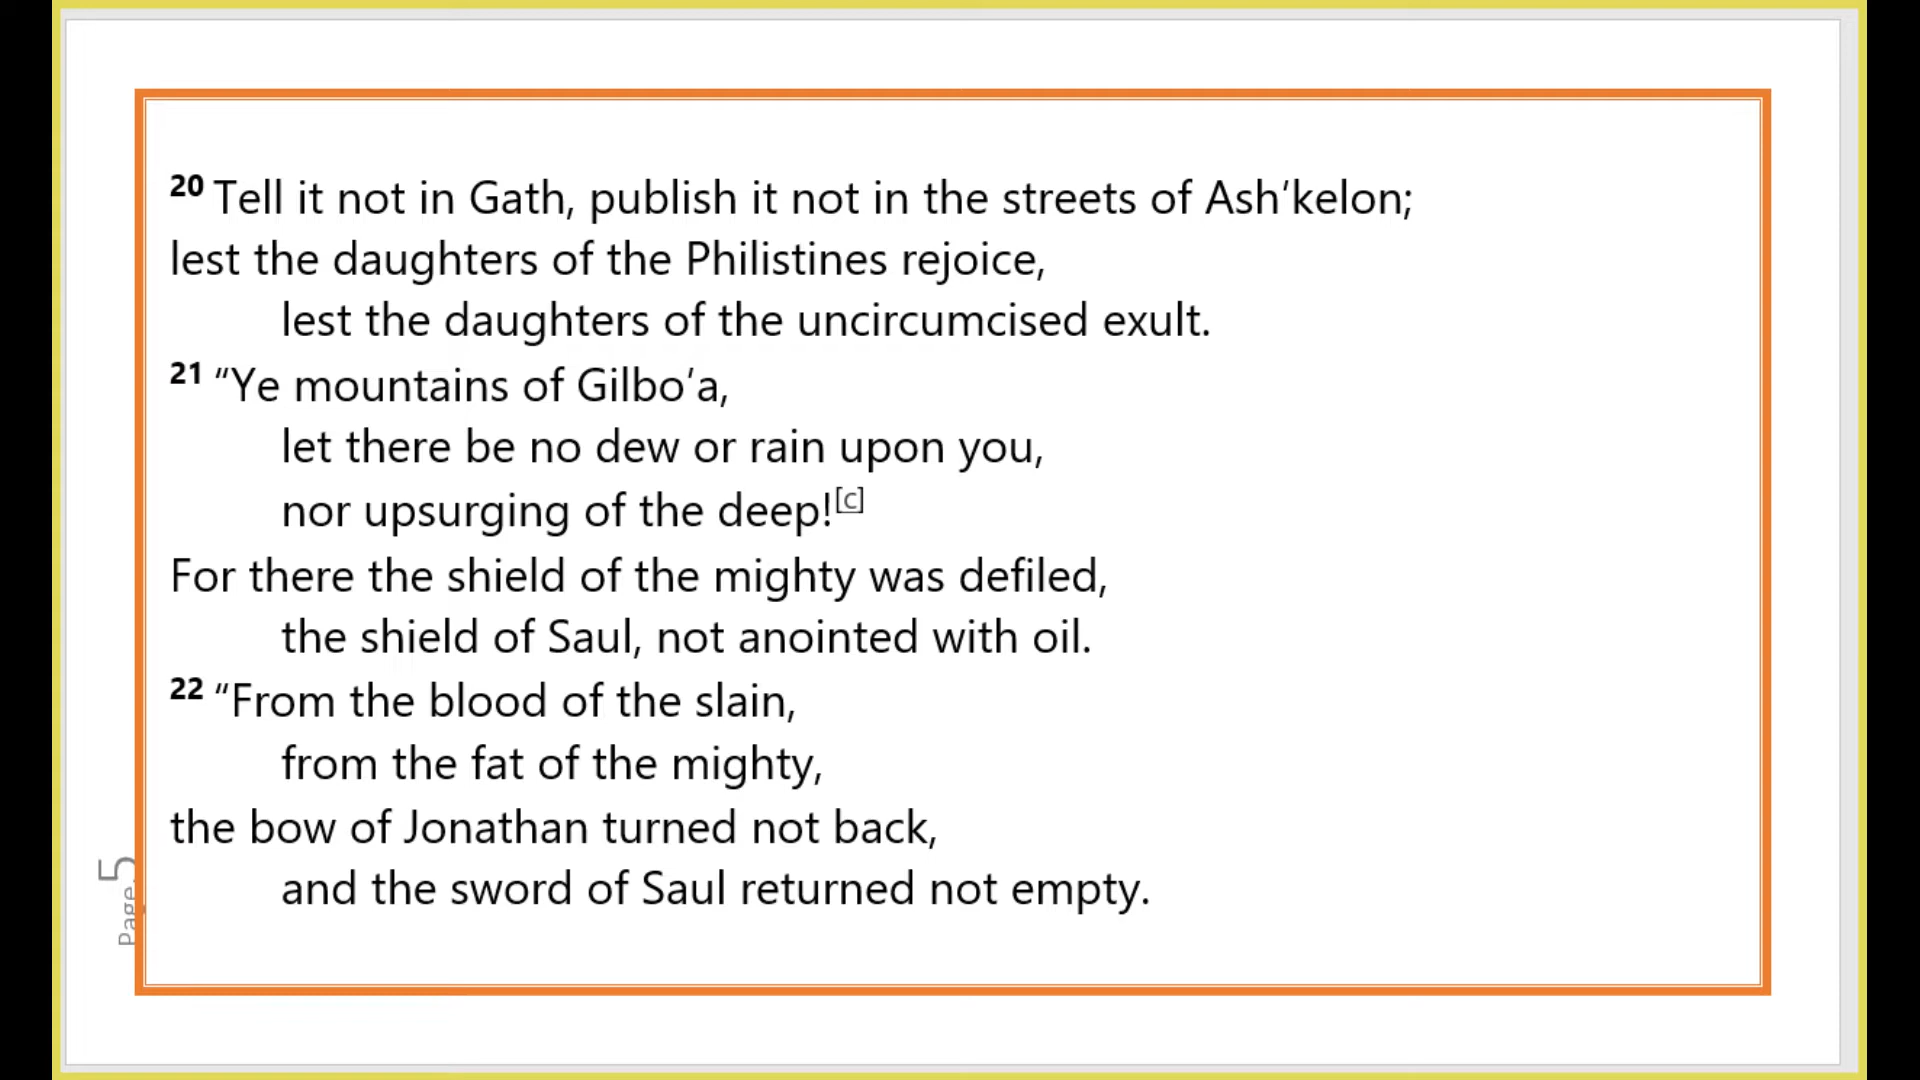 20 Tell it not in Gath, publish it not in the streets of Ash′kelon;
lest the daughters of the Philistines rejoice,
lest the daughters of the uncircumcised exult.
21 “Ye mountains of Gilbo′a,
let there be no dew or rain upon you,
nor upsurging of the deep![c]
For there the shield of the mighty was defiled,
the shield of Saul, not anointed with oil.
22 “From the blood of the slain,
from the fat of the mighty,
the bow of Jonathan turned not back,
and the sword of Saul returned not empty.
Page 5